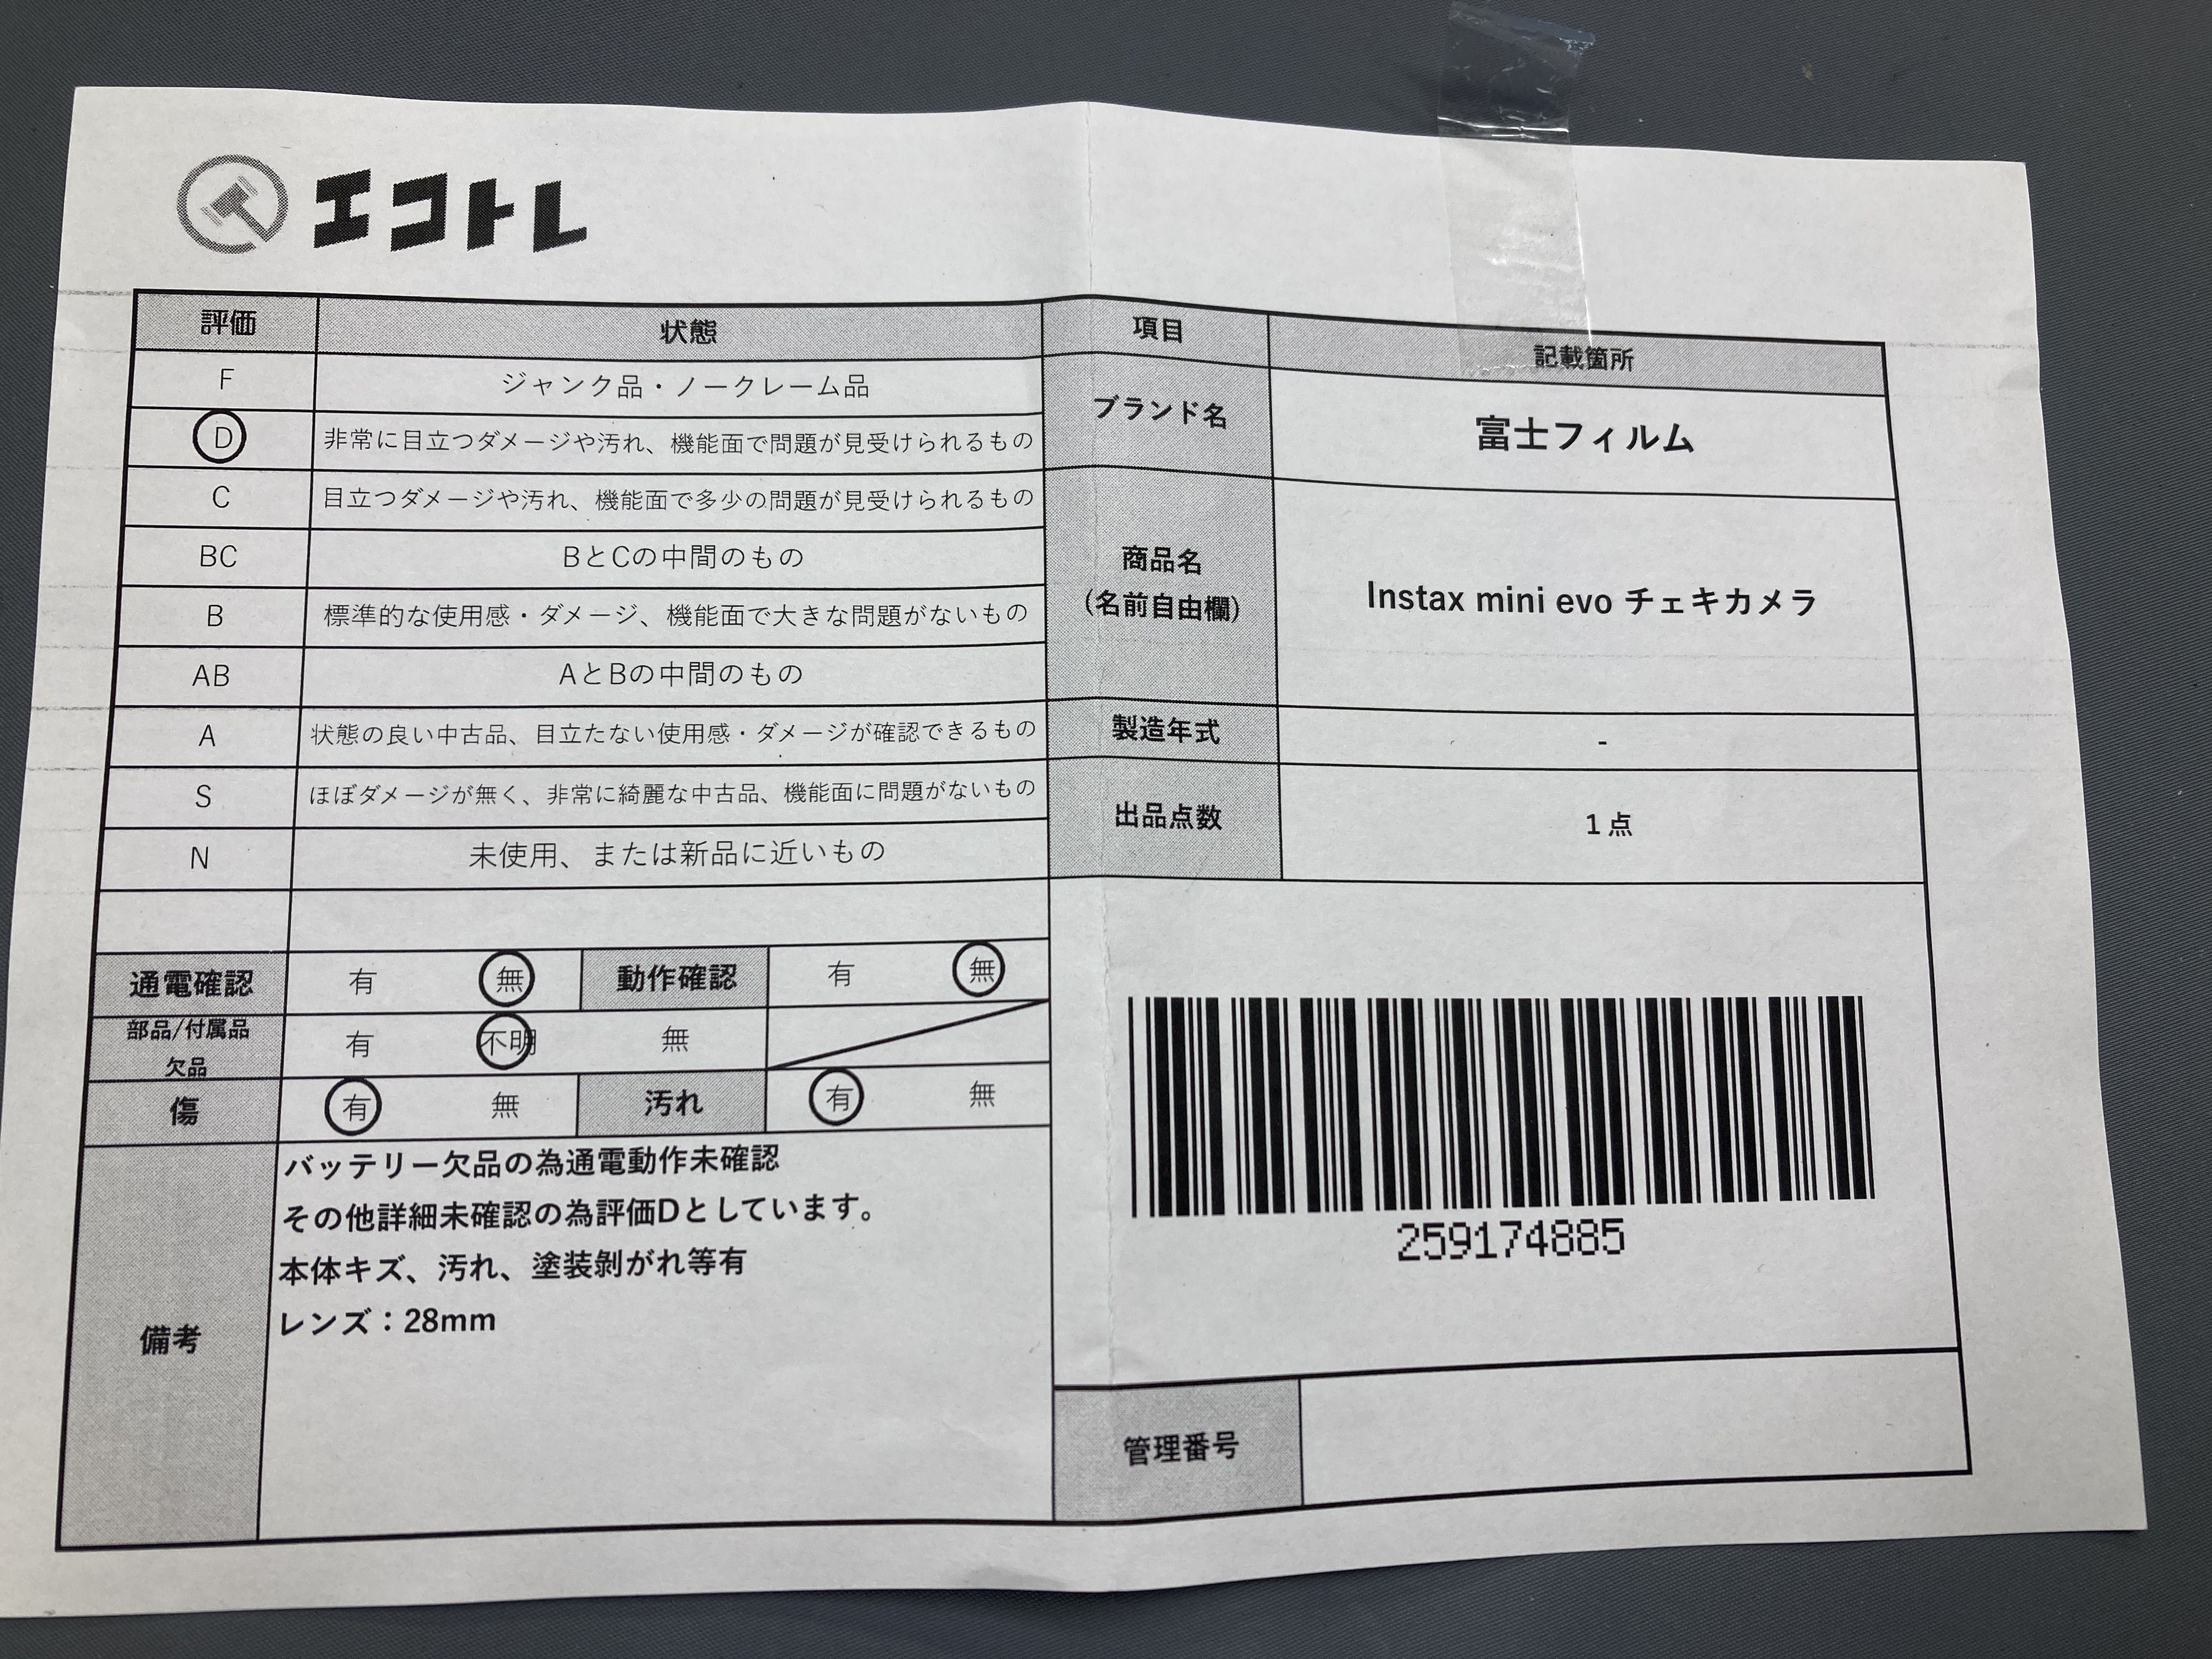 エコトレ
評価 状態 項目 記載箇所
F ジャンク品・ノークレーム品
D 非常に目立つダメージや汚れ、機能面で問題が見受けられるもの
C 目立つダメージや汚れ、機能面で多少の問題が見受けられるもの
BC BとCの中間のもの
B 標準的な使用感・ダメージ、機能面で大きな問題がないもの
AB AとBの中間のもの
A 状態の良い中古品、目立たない使用感・ダメージが確認できるもの
S ほぼダメージが無く、非常に綺麗な中古品、機能面に問題がないもの
N 未使用、または新品に近いもの
通電確認 有 無 動作確認 有 無
部品/付属品
欠品 有 不明 無
傷 有 無 汚れ 有 無
備考
バッテリー欠品の為通電動作未確認
その他詳細未確認の為評価Dとしています。
本体キズ、汚れ、塗装剝がれ等有
レンズ：28mm
ブランド名 富士フィルム
商品名
(名前自由欄) Instax mini evo チェキカメラ
製造年式 -
出品点数 1点
259174885
管理番号